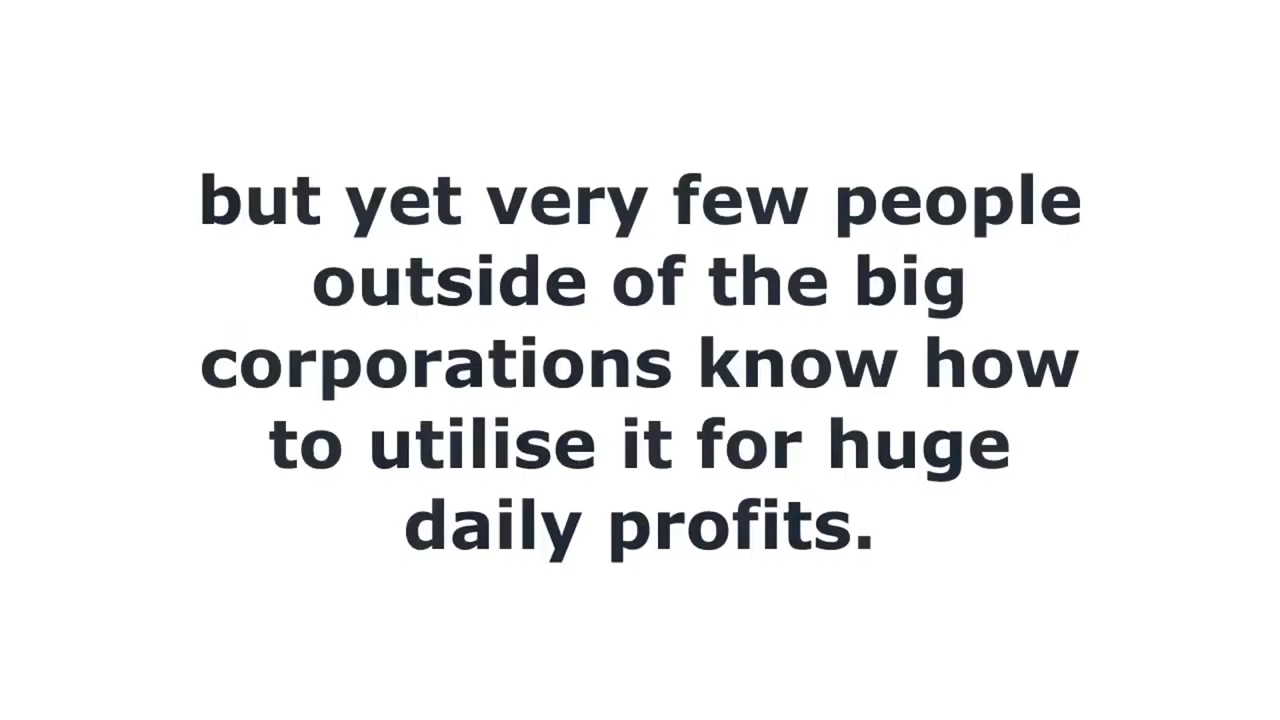 but yet very few people
outside of the big
corporations know how
to utilise it for huge
daily profits.